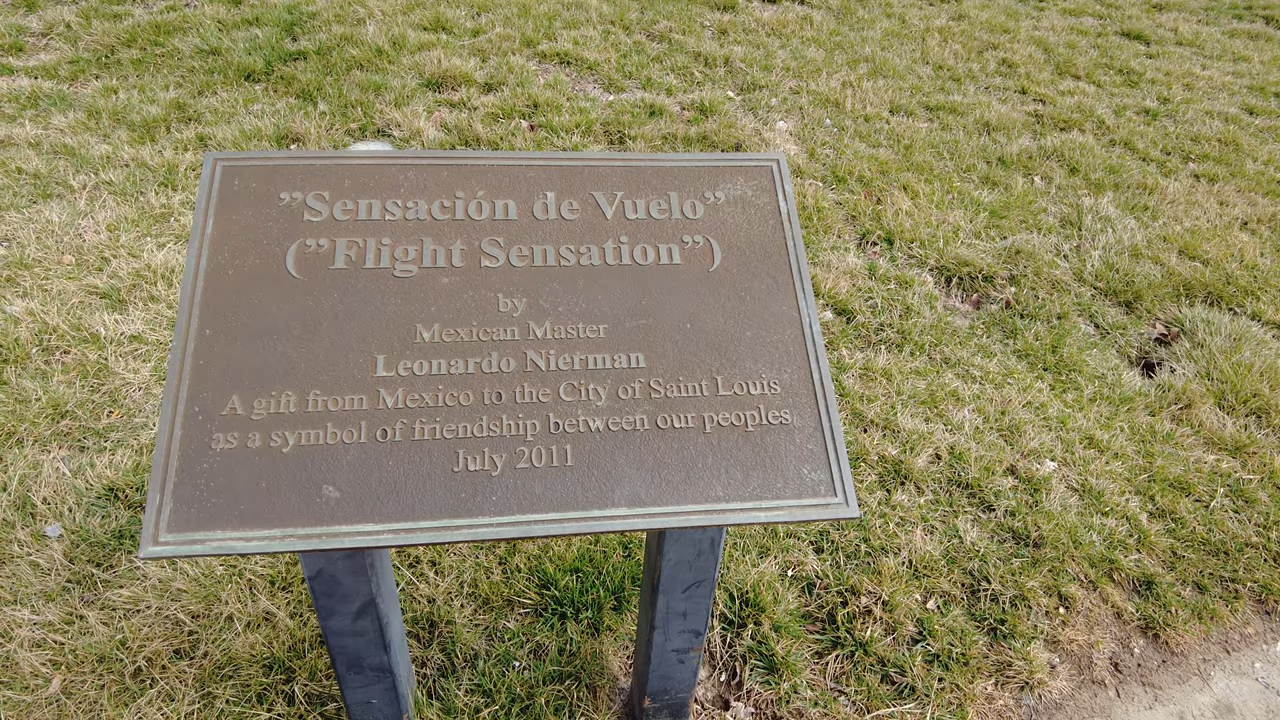 ”Sensación de Vuelo”
(”Flight Sensation”)
by
Mexican Master
Leonardo Nierman
A gift from Mexico to the City of Saint Louis
as a symbol of friendship between our peoples
July 2011